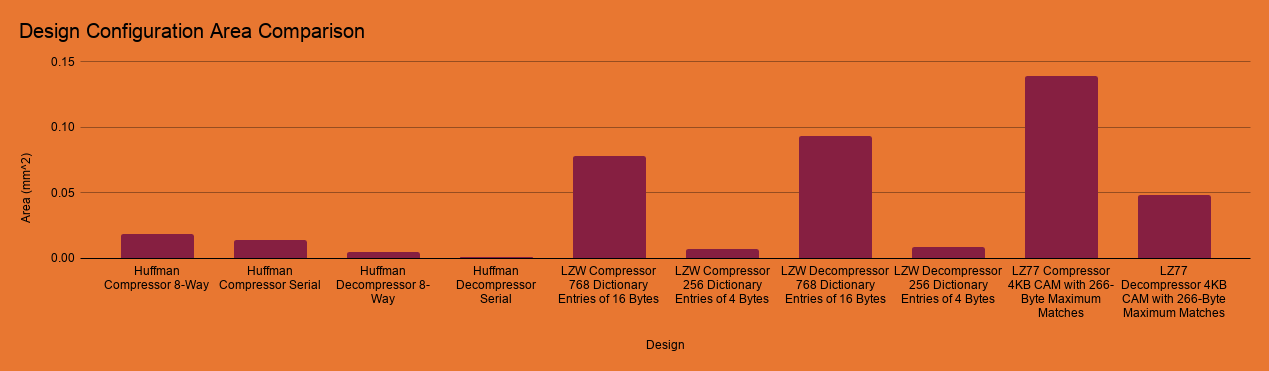 Design Configuration Area Comparison
0.15
0.10
0.05
0.00
Area (mm^2)
Huffman
Compressor 8-Way
Huffman
Compressor Serial
Huffman
Decompressor 8-
Way
Huffman
Decompressor
Serial
LZW Compressor
768 Dictionary
Entries of 16 Bytes
LZW Compressor
256 Dictionary
Entries of 4 Bytes
LZW Decompressor
768 Dictionary
Entries of 16 Bytes
LZW Decompressor
256 Dictionary
Entries of 4 Bytes
LZ77 Compressor
4KB CAM with 266-
Byte Maximum
Matches
LZ77
Decompressor 4KB
CAM with 266-Byte
Maximum Matches
Design